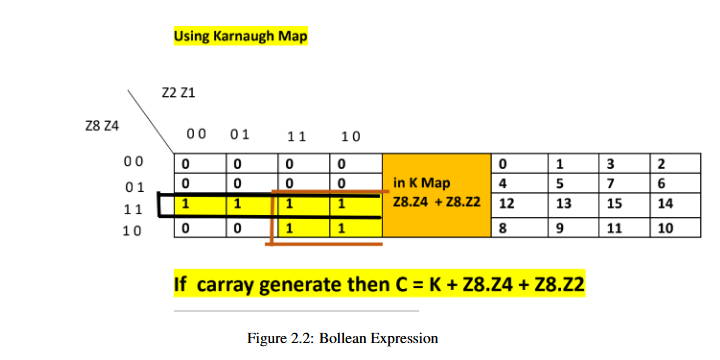 Using Karnaugh Map
Z2 Z1
Z8 Z4
0 0 0 1 1 1 1 0
0 0 0 0 0 0 0 1 3 2
0 1 0 0 0 0 in K Map 4 5 7 6
1 1 1 1 1 1 Z8.Z4 + Z8.Z2 12 13 15 14
1 0 0 0 1 1 8 9 11 10
If carray generate then C = K + Z8.Z4 + Z8.Z2
Figure 2.2: Bollean Expression